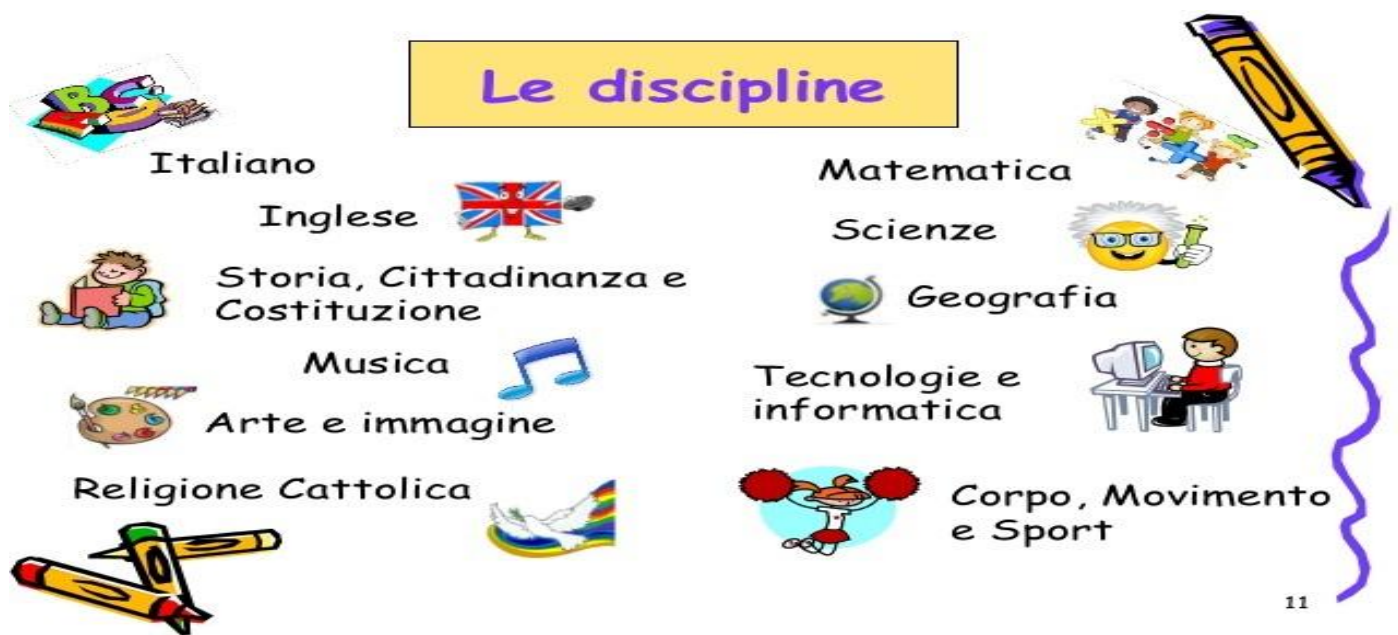 Le discipline
Italiano
Inglese
Storia, Cittadinanza e
Costituzione
Musica
Arte e immagine
Religione Cattolica
Matematica
Scienze
Geografia
Tecnologie e
informatica
Corpo, Movimento
e Sport
11